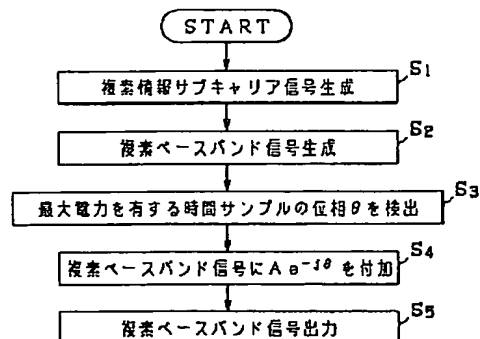 START
複素情報サブキャリア信号生成 S1
複素ベースバンド信号生成 S2
最大電力を有する時間サンプルの位相θを検出 S3
複素ベースバンド信号にAe^-jθを付加 S4
複素ベースバンド信号出力 S5